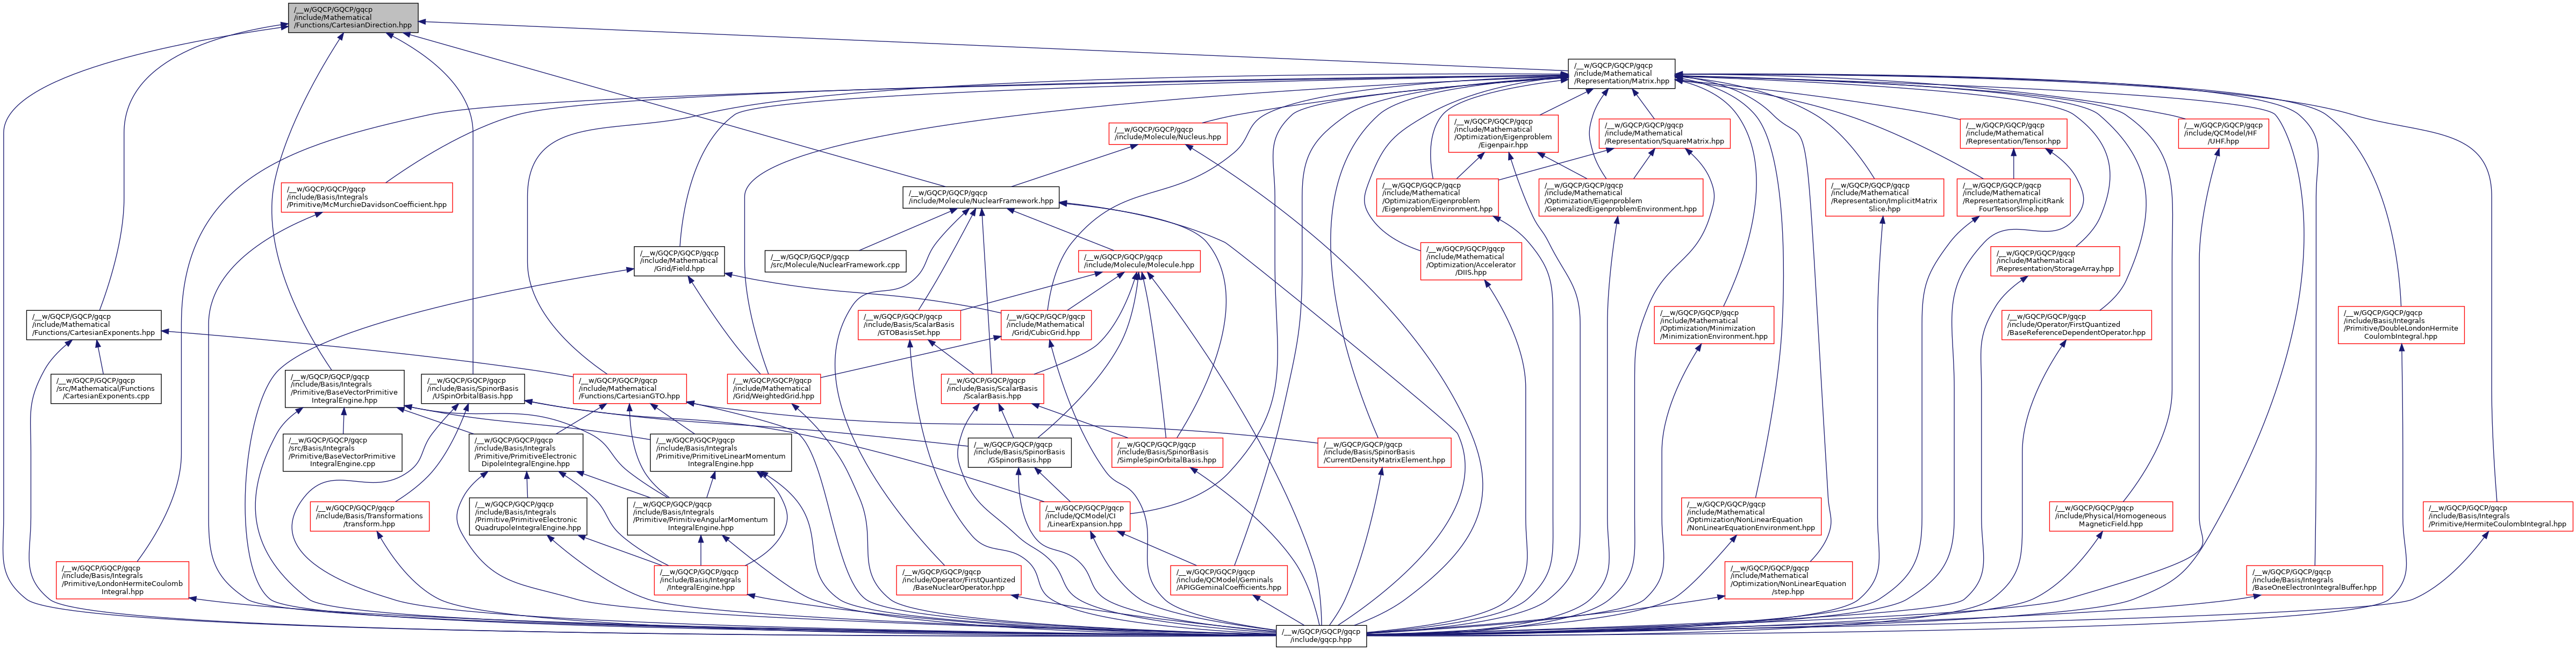 /__w/GQCP/GQCP/gqcp
/include/Mathematical
/Functions/CartesianDirection.hpp
/__w/GQCP/GQCP/gqcp
/include/Mathematical
/Representation/Matrix.hpp
/__w/GQCP/GQCP/gqcp
/include/Molecule/Nucleus.hpp
/__w/GQCP/GQCP/gqcp
/include/Mathematical
/Optimization/Eigenproblem
/Eigenpair.hpp
/__w/GQCP/GQCP/gqcp
/include/Mathematical
/Representation/SquareMatrix.hpp
/__w/GQCP/GQCP/gqcp
/include/Mathematical
/Representation/Tensor.hpp
/__w/GQCP/GQCP/gqcp
/include/QCModel/HF
/UHF.hpp
/__w/GQCP/GQCP/gqcp
/include/Basis/Integrals
/Primitive/McMurchieDavidsonCoefficient.hpp
/__w/GQCP/GQCP/gqcp
/include/Molecule/NuclearFramework.hpp
/__w/GQCP/GQCP/gqcp
/include/Mathematical
/Optimization/Eigenproblem
/EigenproblemEnvironment.hpp
/__w/GQCP/GQCP/gqcp
/include/Mathematical
/Optimization/Eigenproblem
/GeneralizedEigenproblemEnvironment.hpp
/__w/GQCP/GQCP/gqcp
/include/Mathematical
/Representation/ImplicitMatrix
Slice.hpp
/__w/GQCP/GQCP/gqcp
/include/Mathematical
/Representation/ImplicitRank
FourTensorSlice.hpp
/__w/GQCP/GQCP/gqcp
/include/Mathematical
/Grid/Field.hpp
/__w/GQCP/GQCP/gqcp
/src/Molecule/NuclearFramework.cpp
/__w/GQCP/GQCP/gqcp
/include/Molecule/Molecule.hpp
/__w/GQCP/GQCP/gqcp
/include/Mathematical
/Optimization/Accelerator
/DIIS.hpp
/__w/GQCP/GQCP/gqcp
/include/Mathematical
/Representation/StorageArray.hpp
/__w/GQCP/GQCP/gqcp
/include/Mathematical
/Functions/CartesianExponents.hpp
/__w/GQCP/GQCP/gqcp
/include/Basis/ScalarBasis
/GTOBasisSet.hpp
/__w/GQCP/GQCP/gqcp
/include/Mathematical
/Grid/CubicGrid.hpp
/__w/GQCP/GQCP/gqcp
/include/Mathematical
/Optimization/Minimization
/MinimizationEnvironment.hpp
/__w/GQCP/GQCP/gqcp
/include/Operator/FirstQuantized
/BaseReferenceDependentOperator.hpp
/__w/GQCP/GQCP/gqcp
/include/Basis/Integrals
/Primitive/DoubleLondonHermite
CoulombIntegral.hpp
/__w/GQCP/GQCP/gqcp
/src/Mathematical/Functions
/CartesianExponents.cpp
/__w/GQCP/GQCP/gqcp
/include/Basis/Integrals
/Primitive/BaseVectorPrimitive
IntegralEngine.hpp
/__w/GQCP/GQCP/gqcp
/include/Basis/SpinorBasis
/USpinOrbitalBasis.hpp
/__w/GQCP/GQCP/gqcp
/include/Mathematical
/Functions/CartesianGTO.hpp
/__w/GQCP/GQCP/gqcp
/include/Mathematical
/Grid/WeightedGrid.hpp
/__w/GQCP/GQCP/gqcp
/include/Basis/ScalarBasis
/ScalarBasis.hpp
/__w/GQCP/GQCP/gqcp
/src/Basis/Integrals
/Primitive/BaseVectorPrimitive
IntegralEngine.cpp
/__w/GQCP/GQCP/gqcp
/include/Basis/Integrals
/Primitive/PrimitiveElectronic
DipoleIntegralEngine.hpp
/__w/GQCP/GQCP/gqcp
/include/Basis/Integrals
/Primitive/PrimitiveLinearMomentum
IntegralEngine.hpp
/__w/GQCP/GQCP/gqcp
/include/Basis/SpinorBasis
/GSpinorBasis.hpp
/__w/GQCP/GQCP/gqcp
/include/Basis/SpinorBasis
/SimpleSpinOrbitalBasis.hpp
/__w/GQCP/GQCP/gqcp
/include/Basis/SpinorBasis
/CurrentDensityMatrixElement.hpp
/__w/GQCP/GQCP/gqcp
/include/Basis/Transformations
/transform.hpp
/__w/GQCP/GQCP/gqcp
/include/Basis/Integrals
/Primitive/PrimitiveElectronic
QuadrupoleIntegralEngine.hpp
/__w/GQCP/GQCP/gqcp
/include/Basis/Integrals
/Primitive/PrimitiveAngularMomentum
IntegralEngine.hpp
/__w/GQCP/GQCP/gqcp
/include/QCModel/CI
/LinearExpansion.hpp
/__w/GQCP/GQCP/gqcp
/include/Mathematical
/Optimization/NonLinearEquation
/NonLinearEquationEnvironment.hpp
/__w/GQCP/GQCP/gqcp
/include/Physical/Homogeneous
MagneticField.hpp
/__w/GQCP/GQCP/gqcp
/include/Basis/Integrals
/Primitive/HermiteCoulombIntegral.hpp
/__w/GQCP/GQCP/gqcp
/include/Basis/Integrals
/Primitive/LondonHermiteCoulomb
Integral.hpp
/__w/GQCP/GQCP/gqcp
/include/Basis/Integrals
/IntegralEngine.hpp
/__w/GQCP/GQCP/gqcp
/include/Operator/FirstQuantized
/BaseNuclearOperator.hpp
/__w/GQCP/GQCP/gqcp
/include/QCModel/Geminals
/APIGGeminalCoefficients.hpp
/__w/GQCP/GQCP/gqcp
/include/Mathematical
/Optimization/NonLinearEquation
/step.hpp
/__w/GQCP/GQCP/gqcp
/include/Basis/Integrals
/BaseOneElectronIntegralBuffer.hpp
/__w/GQCP/GQCP/gqcp
/include/gqcp.hpp